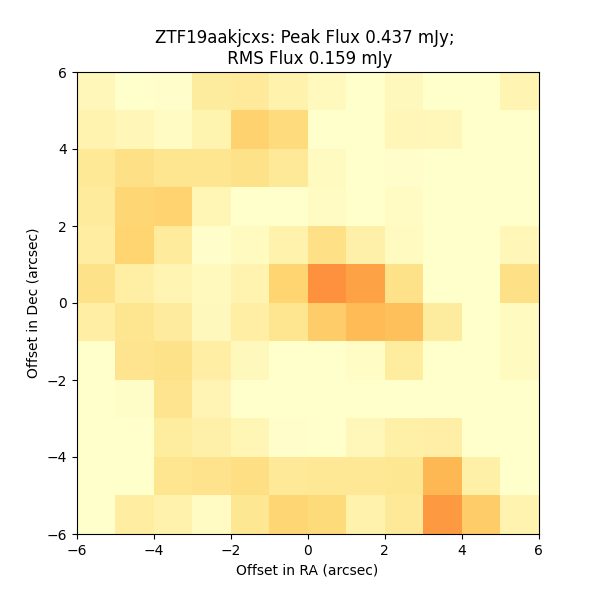 ZTF19aakjcxs: Peak Flux 0.437 mJy;
RMS Flux 0.159 mJy
6
4
2
0
−2
−4
−6
Offset in Dec (arcsec)
−6 −4 −2 0 2 4 6
Offset in RA (arcsec)